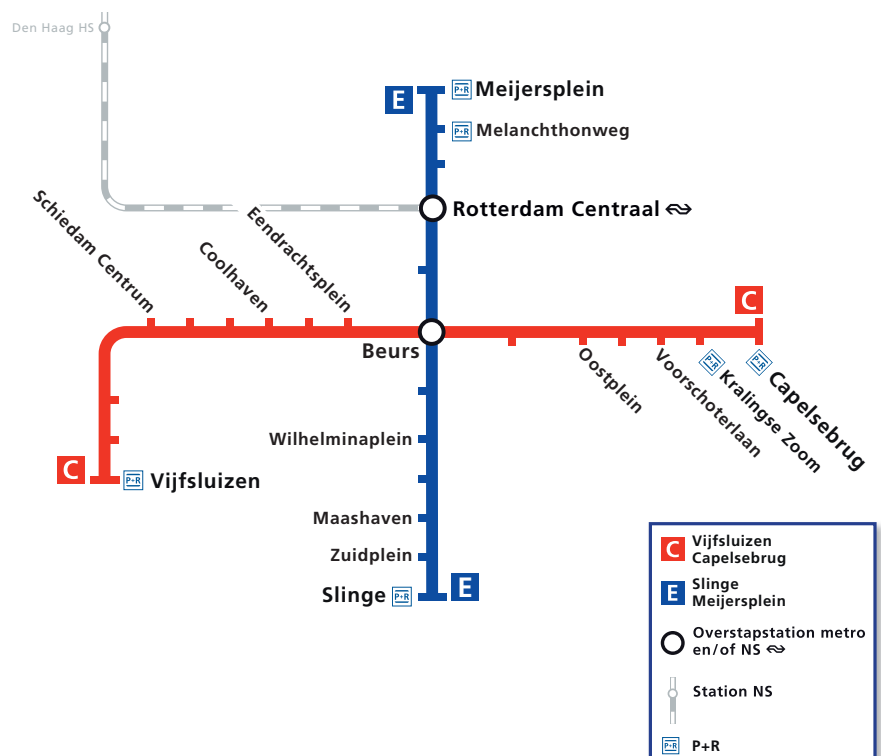 Den Haag HS
E
P+R Meijersplein
P+R Melanchthonweg
Rotterdam Centraal
Schiedam Centrum
Coolhaven
Eendrachtsplein
C
Beurs
Oostplein
Voorschoterlaan
P+R Kralingse Zoom
P+R Capelsebrug
Wilhelminaplein
C
P+R Vijfsluizen
Maashaven
Zuidplein
Slinge P+R
E
C Vijfsluizen
Capelsebrug
E Slinge
Meijersplein
Overstapstation metro
en/of NS
Station NS
P+R P+R